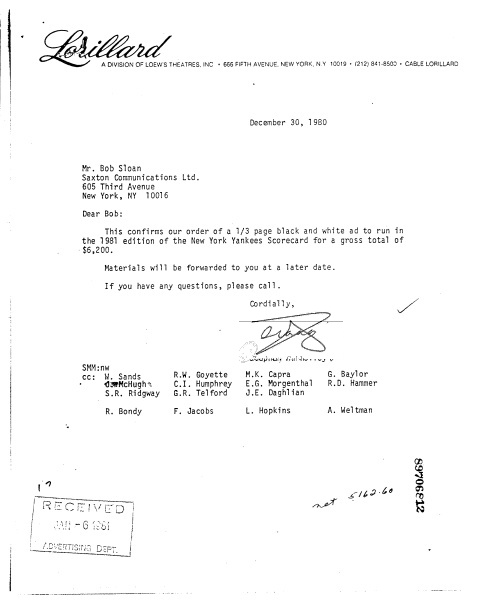 Lorillard
A DIVISION OF LOEW'S THEATRES, INC • 666 FIFTH AVENUE, NEW YORK, N.Y 10019 • (212) 841-8500 • CABLE LORILLARD
December 30, 1980
Mr. Bob Sloan
Saxton Communications Ltd.
605 Third Avenue
New York, NY 10016
Dear Bob:
This confirms our order of a 1/3 page black and white ad to run in
the 1981 edition of the New York Yankees Scorecard for a gross total of
$6,200.
Materials will be forwarded to you at a later date.
If you have any questions, please call.
Cordially,
SMM:nw
cc: W. Sands R.W. Goyette M.K. Capra G. Baylor
McHugh C.I. Humphrey E.G. Morgenthal R.D. Hammer
S.R. Ridgway G.R. Telford J.E. Daghlian
R. Bondy F. Jacobs L. Hopkins A. Weltman
89706812
net 5162.60
RECEIVED
JAN -6 1981
ADVERTISING DEPT.